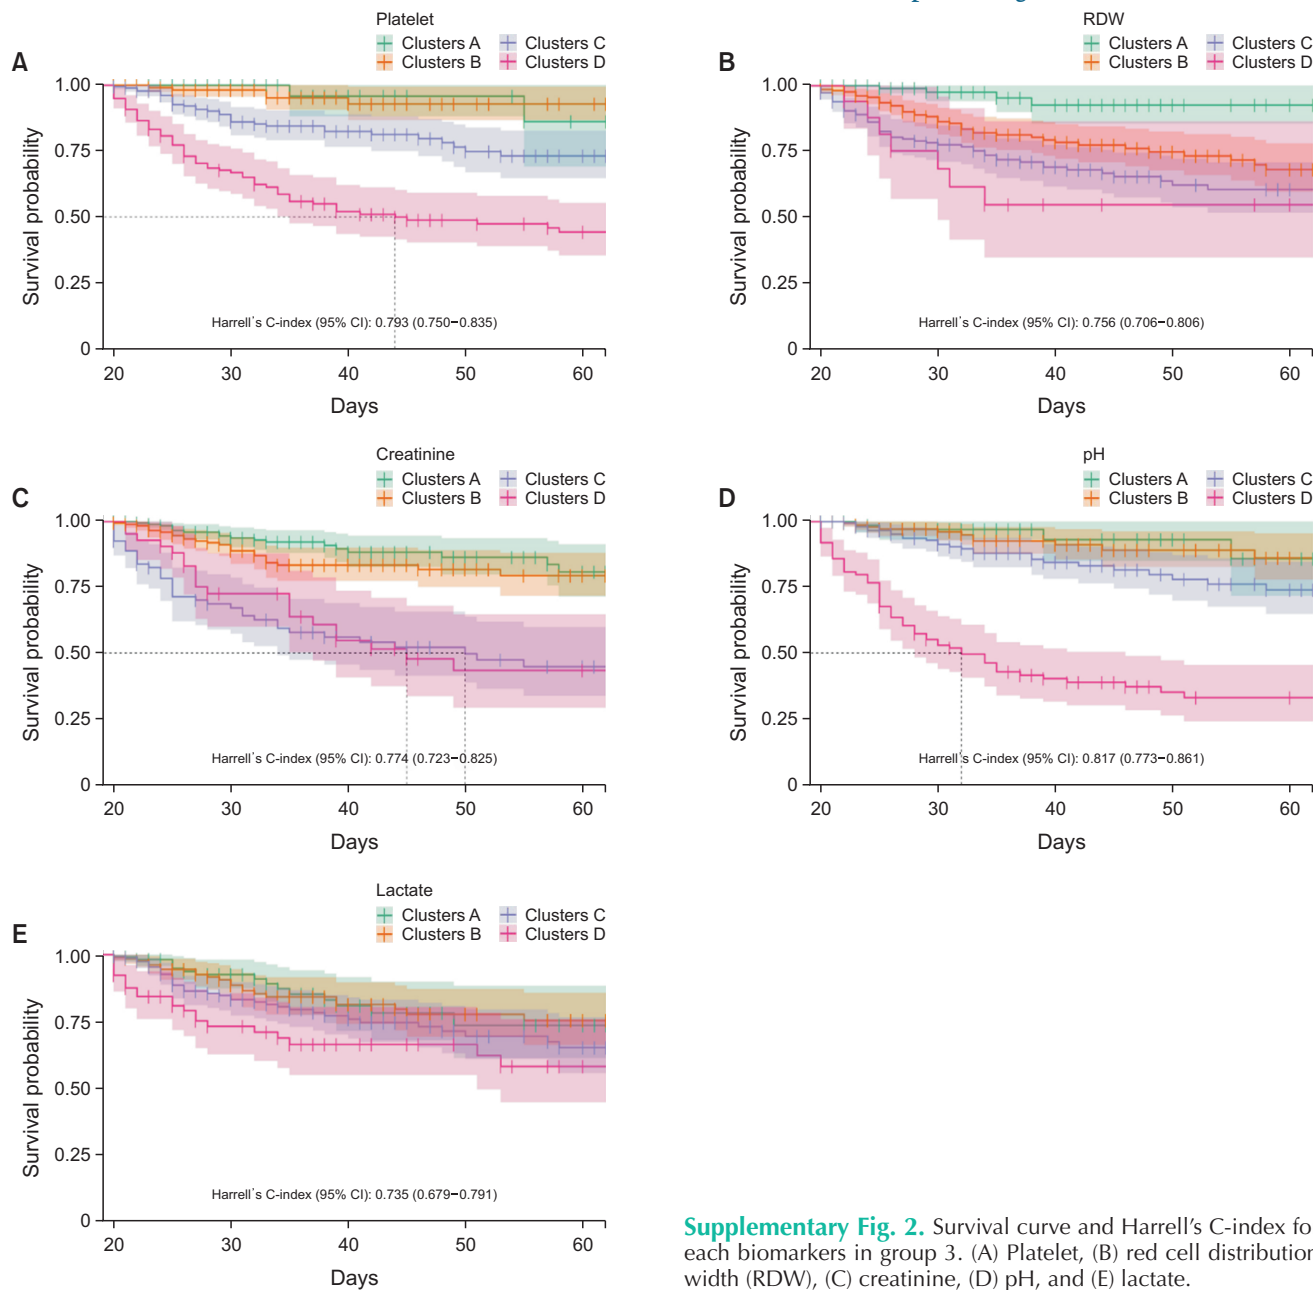 Platelet
Clusters A
Clusters C
Clusters B
Clusters D
A
1.00
0.75
0.50
0.25
0
Survival probability
Harrell's C-index (95% CI): 0.793 (0.750−0.835)
20 30 40 50 60
Days
RDW
Clusters A
Clusters C
Clusters B
Clusters D
B
1.00
0.75
0.50
0.25
0
Survival probability
Harrell's C-index (95% CI): 0.756 (0.706−0.806)
20 30 40 50 60
Days
Creatinine
Clusters A
Clusters C
Clusters B
Clusters D
C
1.00
0.75
0.50
0.25
0
Survival probability
Harrell's C-index (95% CI): 0.774 (0.723−0.825)
20 30 40 50 60
Days
pH
Clusters A
Clusters C
Clusters B
Clusters D
D
1.00
0.75
0.50
0.25
0
Survival probability
Harrell's C-index (95% CI): 0.817 (0.773−0.861)
20 30 40 50 60
Days
Lactate
Clusters A
Clusters C
Clusters B
Clusters D
E
1.00
0.75
0.50
0.25
0
Survival probability
Harrell's C-index (95% CI): 0.735 (0.679−0.791)
20 30 40 50 60
Days
Supplementary Fig. 2. Survival curve and Harrell's C-index fo
each biomarkers in group 3. (A) Platelet, (B) red cell distribution
width (RDW), (C) creatinine, (D) pH, and (E) lactate.